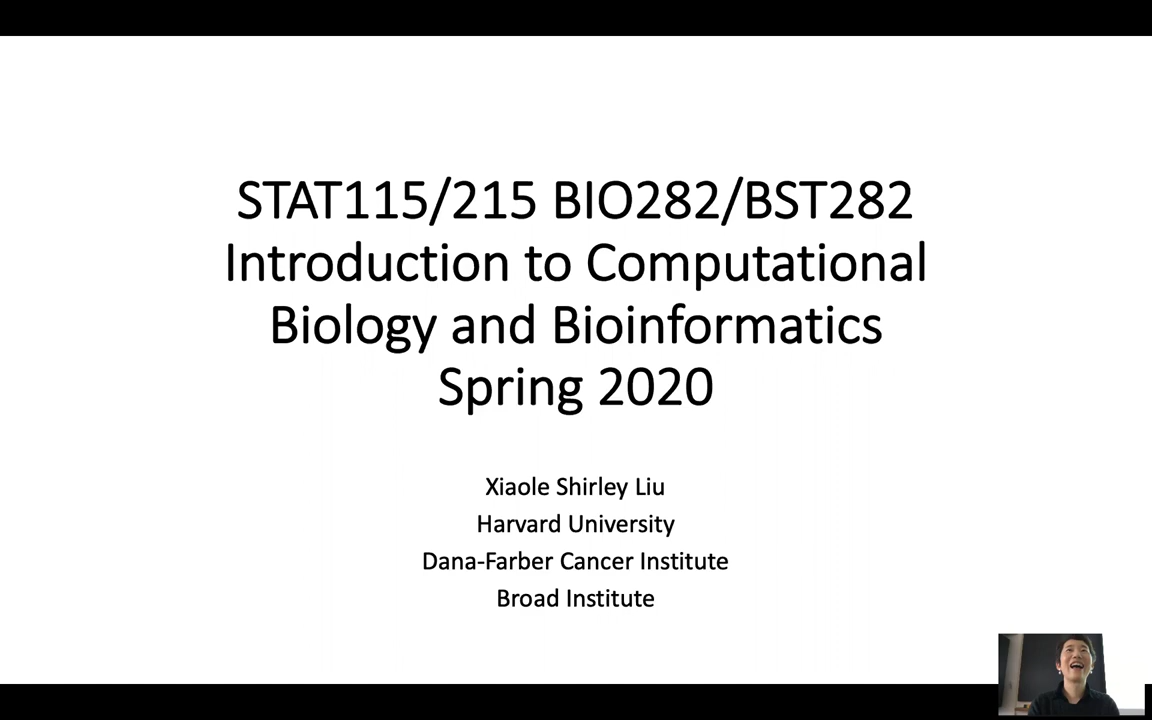 STAT115/215 BIO282/BST282
Introduction to Computational
Biology and Bioinformatics
Spring 2020
Xiaole Shirley Liu
Harvard University
Dana-Farber Cancer Institute
Broad Institute